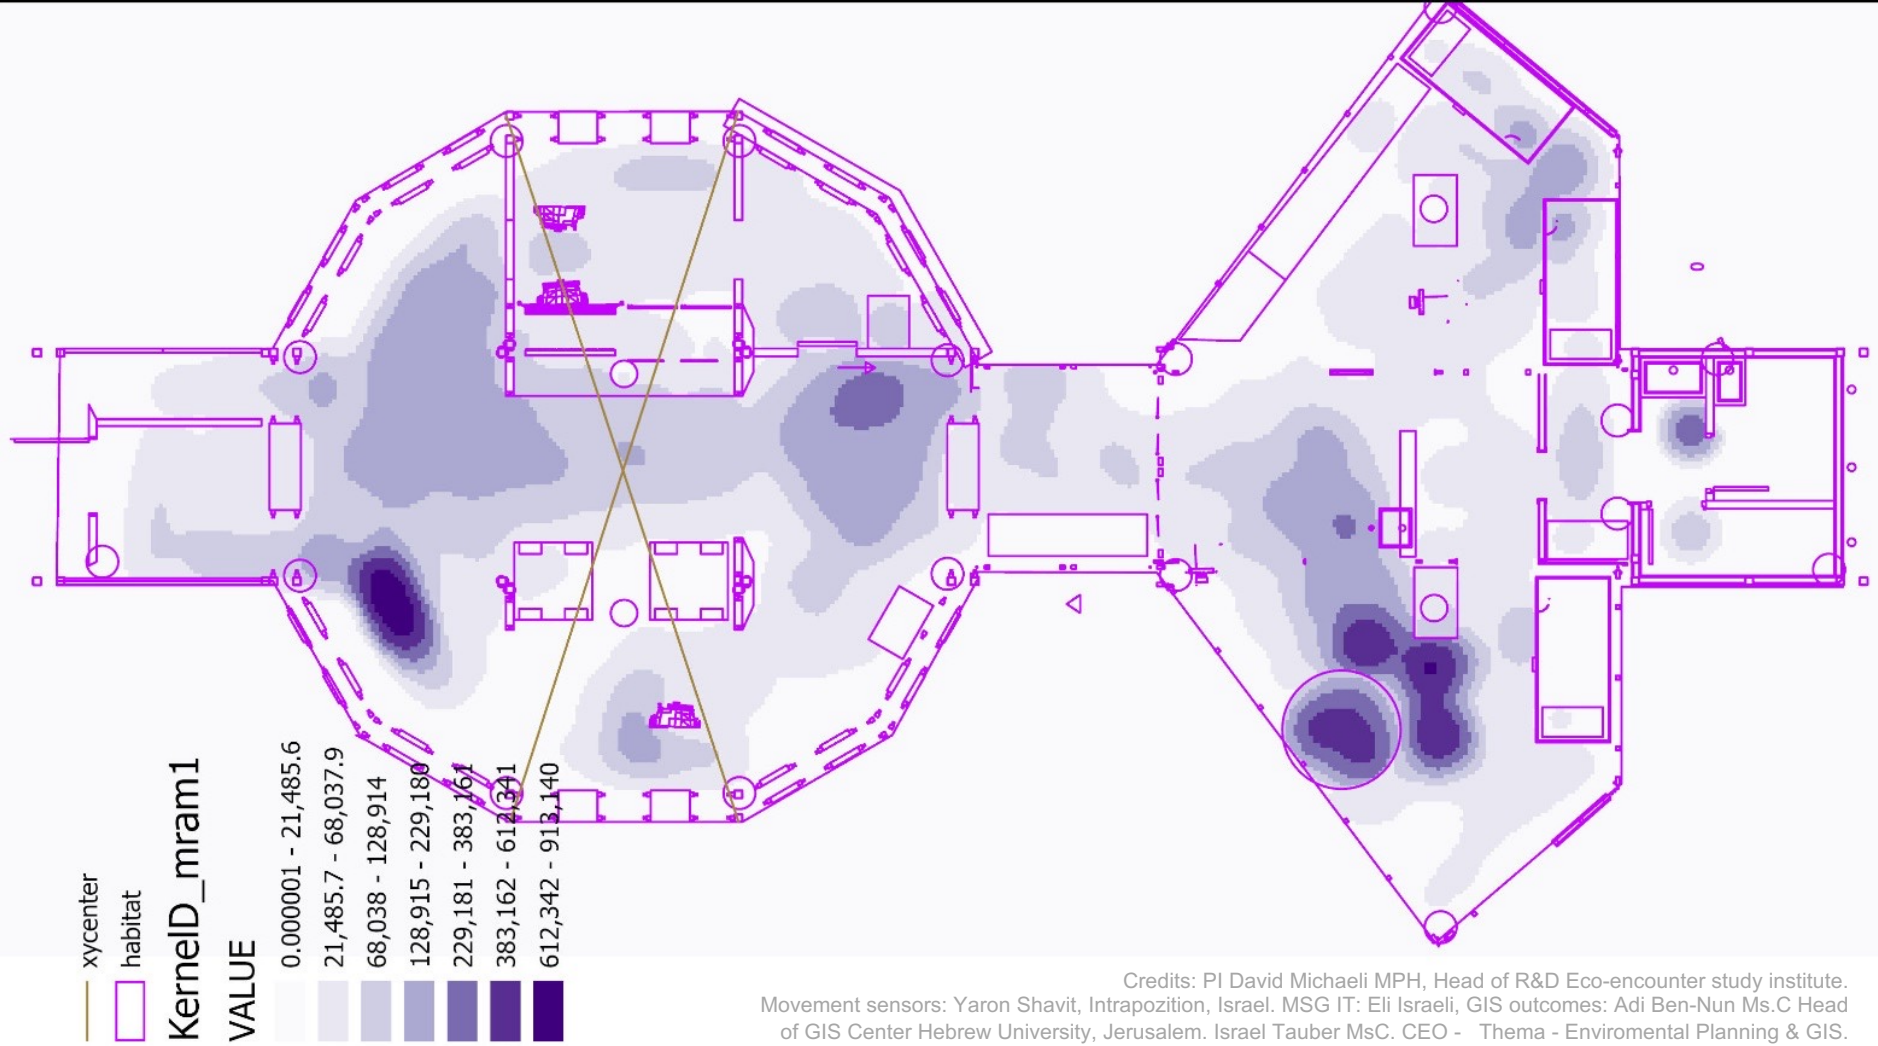 xycenter
habitat
KernelD_mram1
VALUE
0.000001 - 21,485.6
21,485.7 - 68,037.9
68,038 - 128,914
128,915 - 229,180
229,181 - 383,161
383,162 - 612,341
612,342 - 913,140
Credits: PI David Michaeli MPH, Head of R&D Eco-encounter study institute.
Movement sensors: Yaron Shavit, Intrapozition, Israel. MSG IT: Eli Israeli, GIS outcomes: Adi Ben-Nun Ms.C Head
of GIS Center Hebrew University, Jerusalem. Israel Tauber MsC. CEO - Thema - Enviromental Planning & GIS.